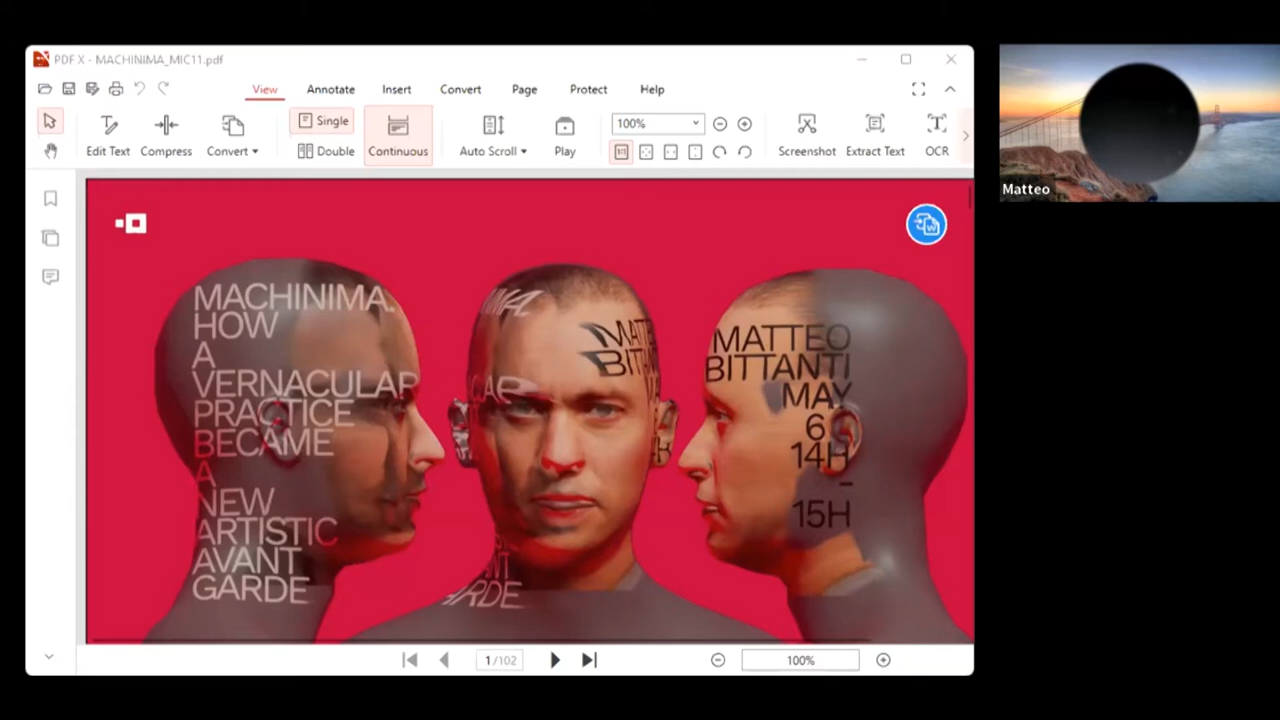 PDF X - MACHINIMA_MIC11.pdf
View Annotate Insert Convert Page Protect Help
Edit Text Compress Convert Single Double Continuous Auto Scroll Play 100% Screenshot Extract Text OCR
Matteo
MACHINIMA.
HOW
A
VERNACULAR
PRACTICE
BECAME
A
NEW
ARTISTIC
AVANT
GARDE
MATTEO
BITTANTI
MAY
6
14H
-
15H
1/102
100%